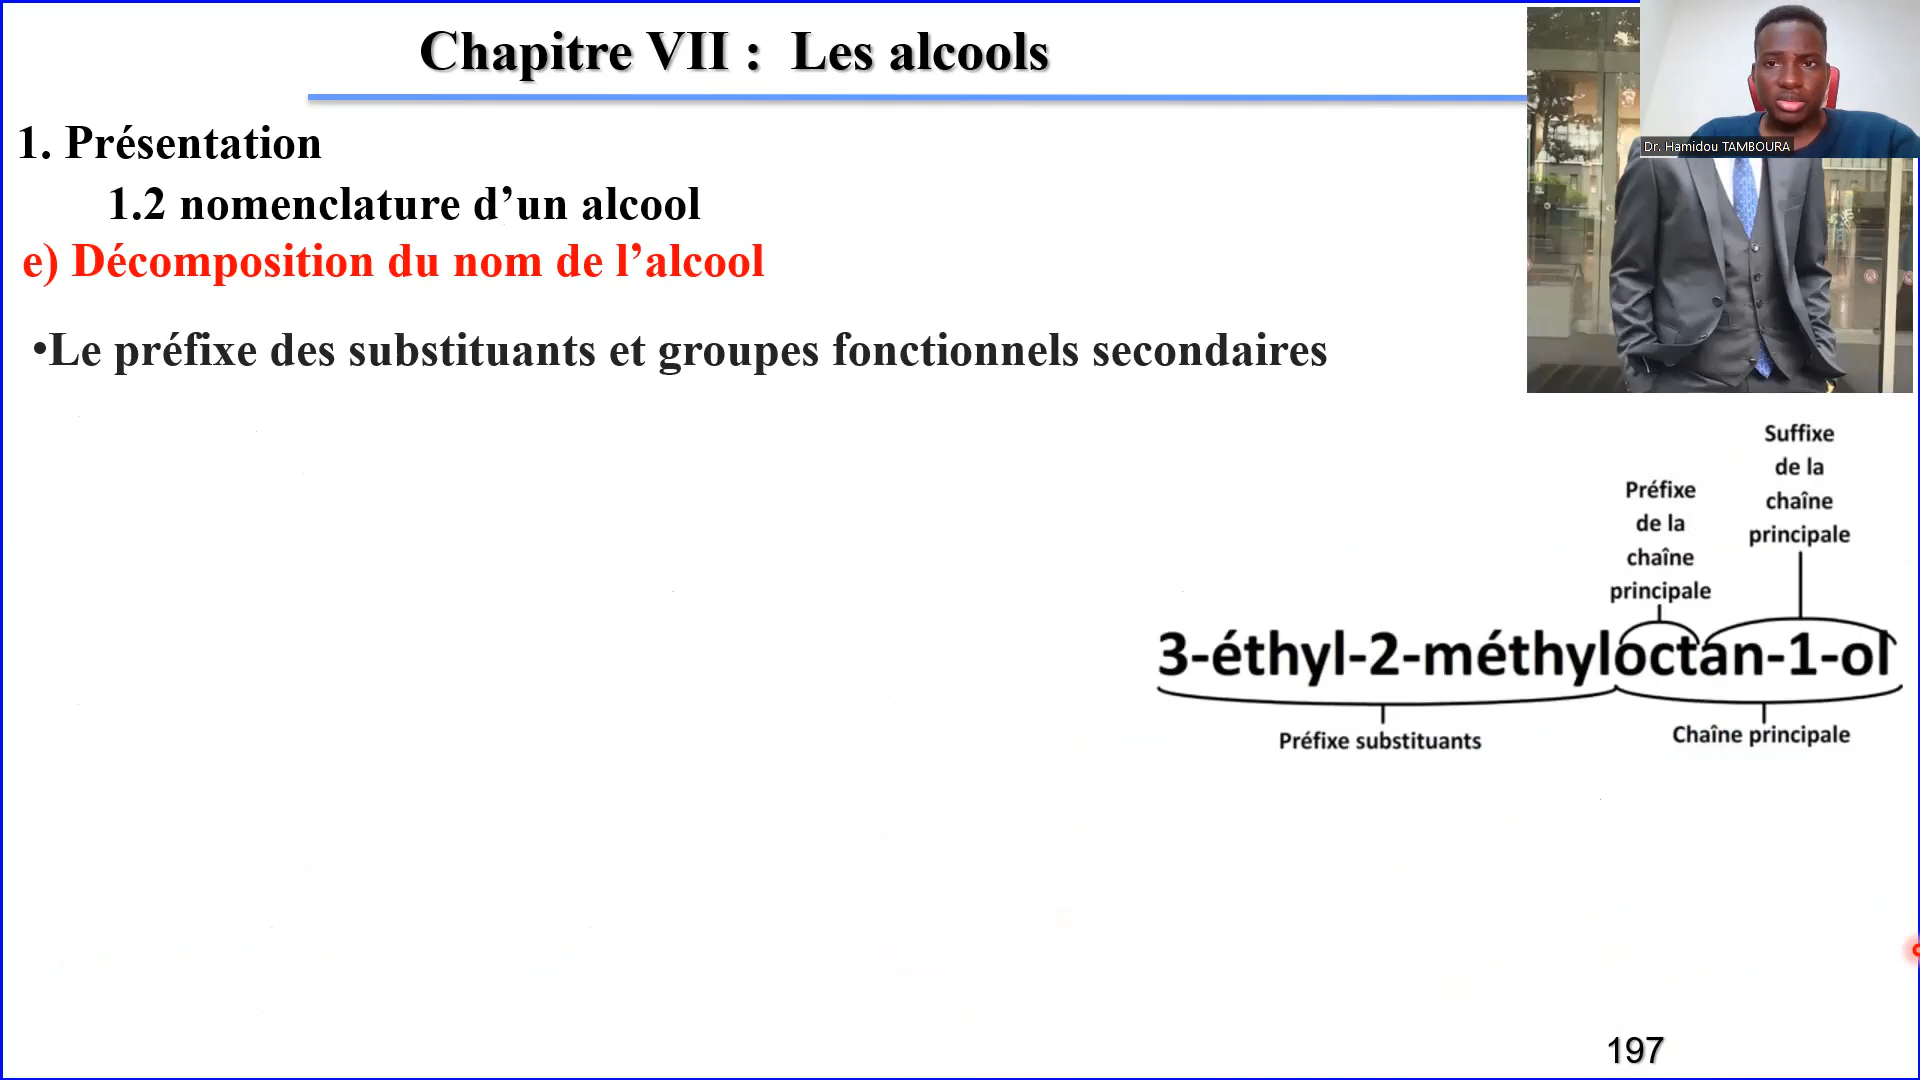 Chapitre VII :  Les alcools
Dr. Hamidou TAMBOURA
1. Présentation
1.2 nomenclature d’un alcool
e) Décomposition du nom de l’alcool
•Le préfixe des substituants et groupes fonctionnels secondaires
Suffixe
de la
chaîne
principale
Préfixe
de la
chaîne
principale
3-éthyl-2-méthyloctan-1-ol
Préfixe substituants
Chaîne principale
197